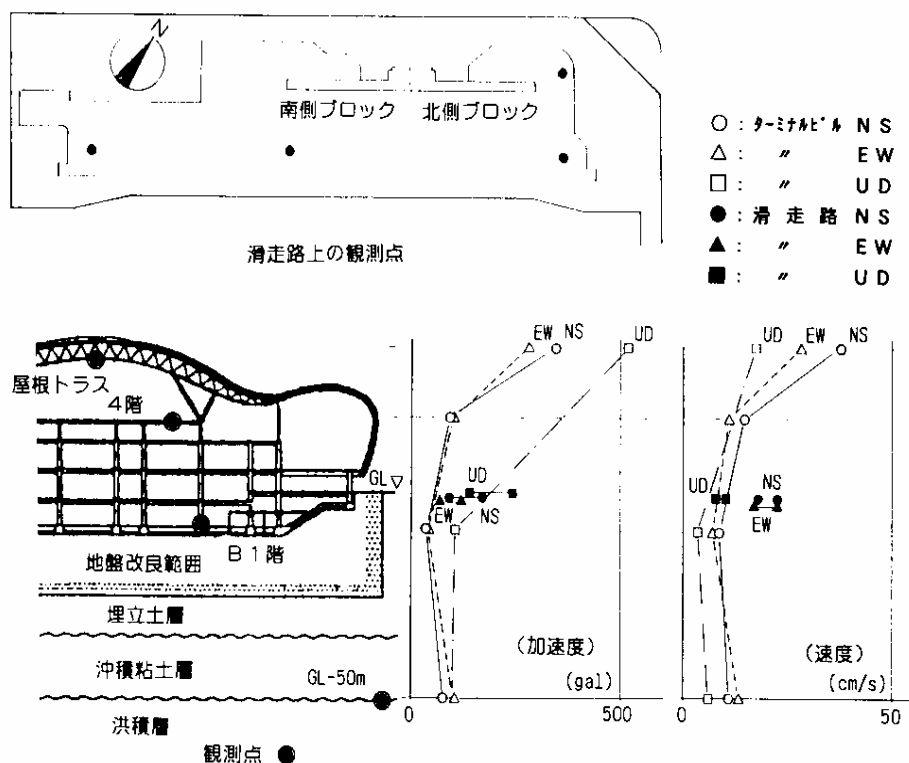 N
南側ブロック 北側ブロック
滑走路上の観測点
○ : ターミナルビル NS
△ : 〃 EW
□ : 〃 UD
● : 滑走路 NS
▲ : 〃 EW
■ : 〃 UD
屋根トラス
4階
GL
B1階
地盤改良範囲
埋立土層
沖積粘土層
GL-50m
洪積層
観測点 ●
EW NS UD
UD
EW NS
(加速度)
(gal)
0 500
UD EW NS
UD NS
EW
(速度)
(cm/s)
0 50